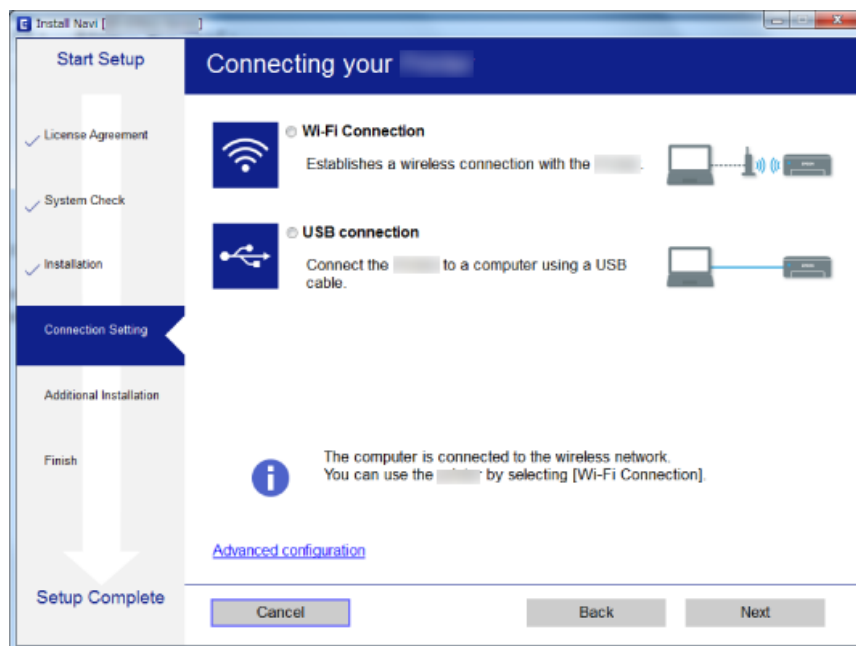 Install Navi [ ]
Start Setup
Connecting your
License Agreement
System Check
Installation
Connection Setting
Additional Installation
Finish
Setup Complete
Wi-Fi Connection
Establishes a wireless connection with the .
USB connection
Connect the to a computer using a USB
cable.
The computer is connected to the wireless network.
You can use the by selecting [Wi-Fi Connection].
Advanced configuration
Cancel
Back
Next